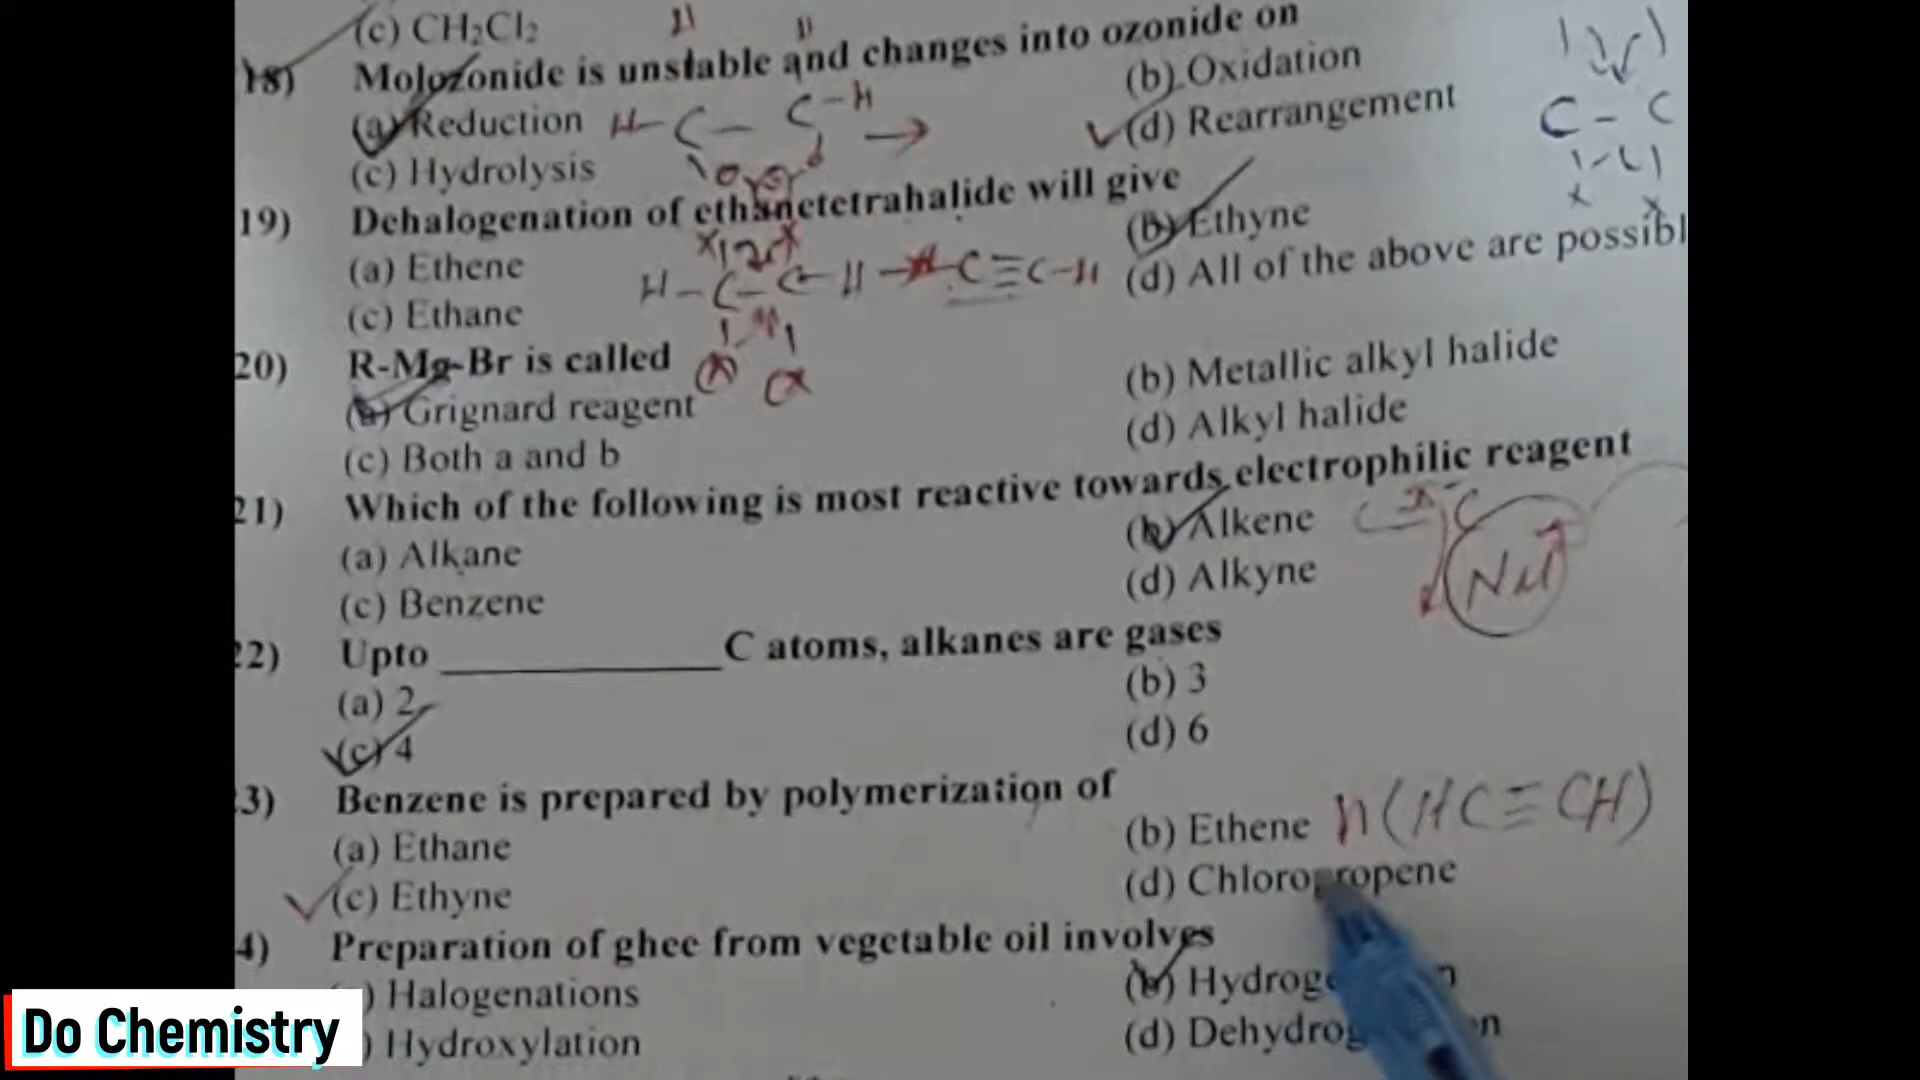 (c) CH₂Cl₂
18) Molozonide is unstable and changes into ozonide on
(a) Reduction (b) Oxidation
(c) Hydrolysis (d) Rearrangement
H-C-C-H
C-C
19) Dehalogenation of ethanetetrahalide will give
(a) Ethene (b) Ethyne
(c) Ethane (d) All of the above are possibl
H-C-C-H → H-C≡C-H
20) R-Mg-Br is called
(a) Grignard reagent (b) Metallic alkyl halide
(c) Both a and b (d) Alkyl halide
21) Which of the following is most reactive towards electrophilic reagent
(a) Alkane (b) Alkene
(c) Benzene (d) Alkyne
Nu
22) Upto ____________ C atoms, alkanes are gases
(a) 2 (b) 3
(c) 4 (d) 6
3) Benzene is prepared by polymerization of
(a) Ethane (b) Ethene n(HC≡CH)
(c) Ethyne (d) Chloropropene
4) Preparation of ghee from vegetable oil involves
) Halogenations (b)
) Hydroxylation (d)
Do Chemistry